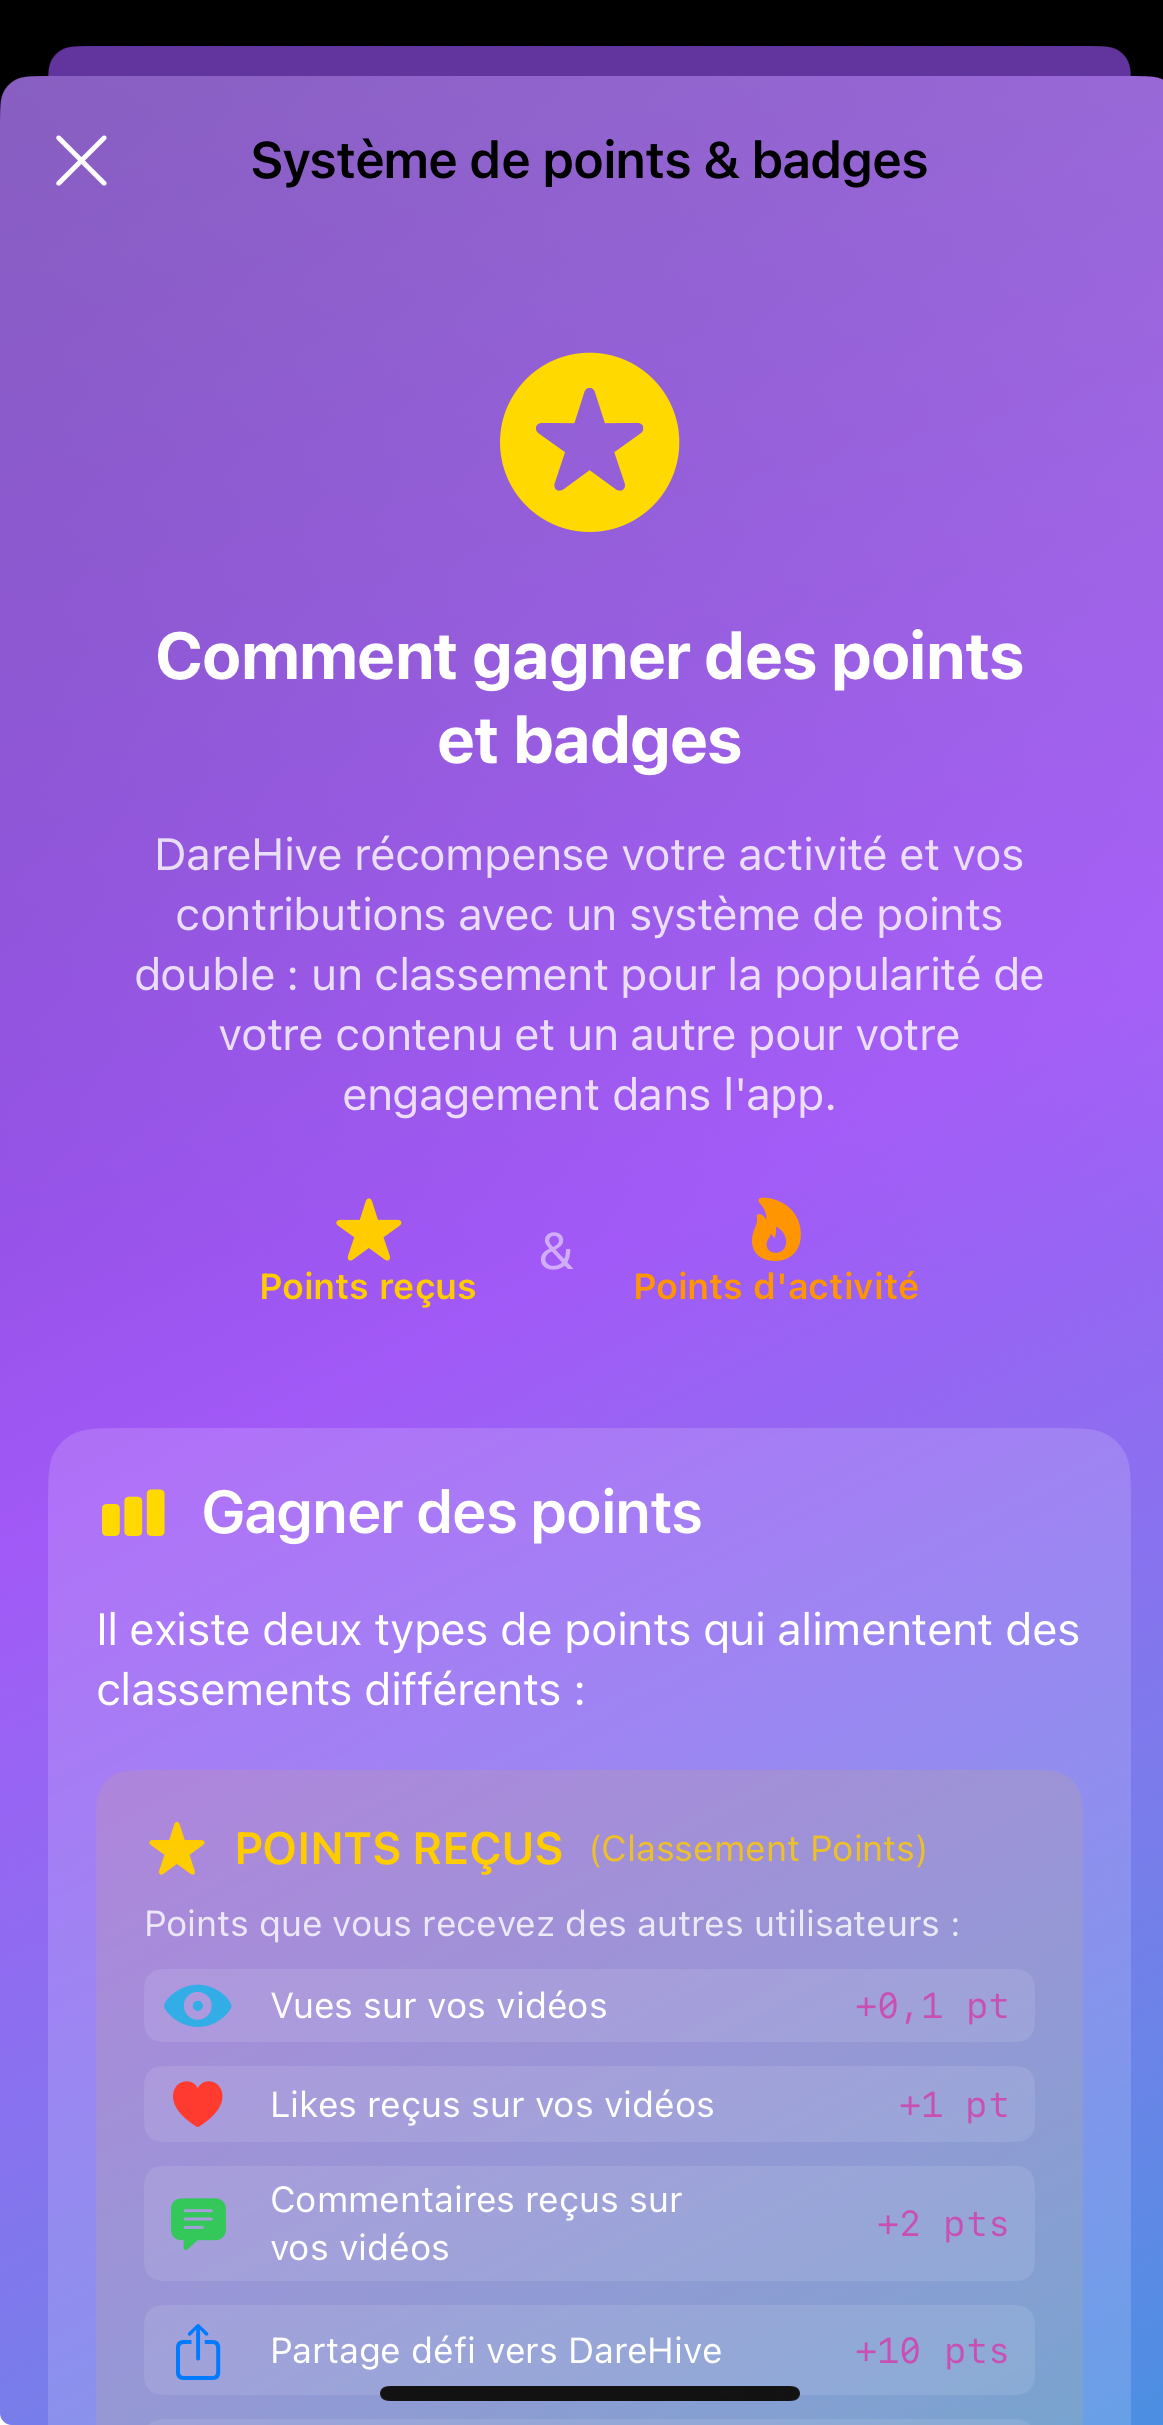 Système de points & badges
Comment gagner des points
et badges
DareHive récompense votre activité et vos
contributions avec un système de points
double : un classement pour la popularité de
votre contenu et un autre pour votre
engagement dans l'app.
Points reçus
&
Points d'activité
Gagner des points
Il existe deux types de points qui alimentent des
classements différents :
POINTS REÇUS (Classement Points)
Points que vous recevez des autres utilisateurs :
Vues sur vos vidéos +0,1 pt
Likes reçus sur vos vidéos +1 pt
Commentaires reçus sur
vos vidéos
+2 pts
Partage défi vers DareHive +10 pts